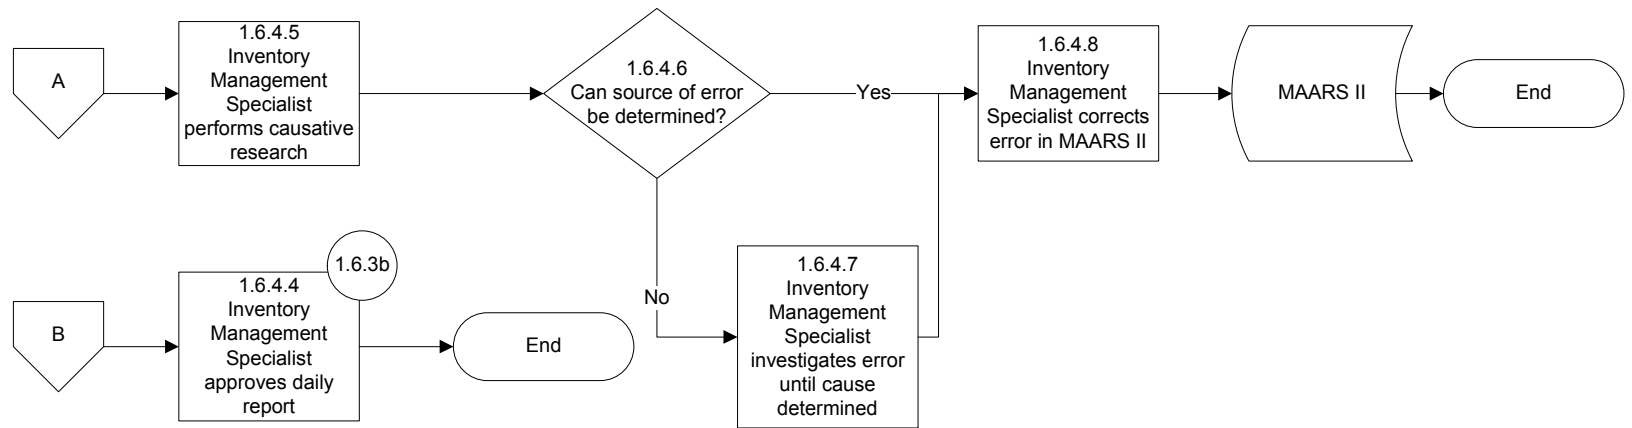 A
1.6.4.5
Inventory
Management
Specialist
performs causative
research
1.6.4.6
Can source of error
be determined?
Yes
1.6.4.8
Inventory
Management
Specialist corrects
error in MAARS II
MAARS II
End
No
1.6.4.7
Inventory
Management
Specialist
investigates error
until cause
determined
B
1.6.3b
1.6.4.4
Inventory
Management
Specialist
approves daily
report
End